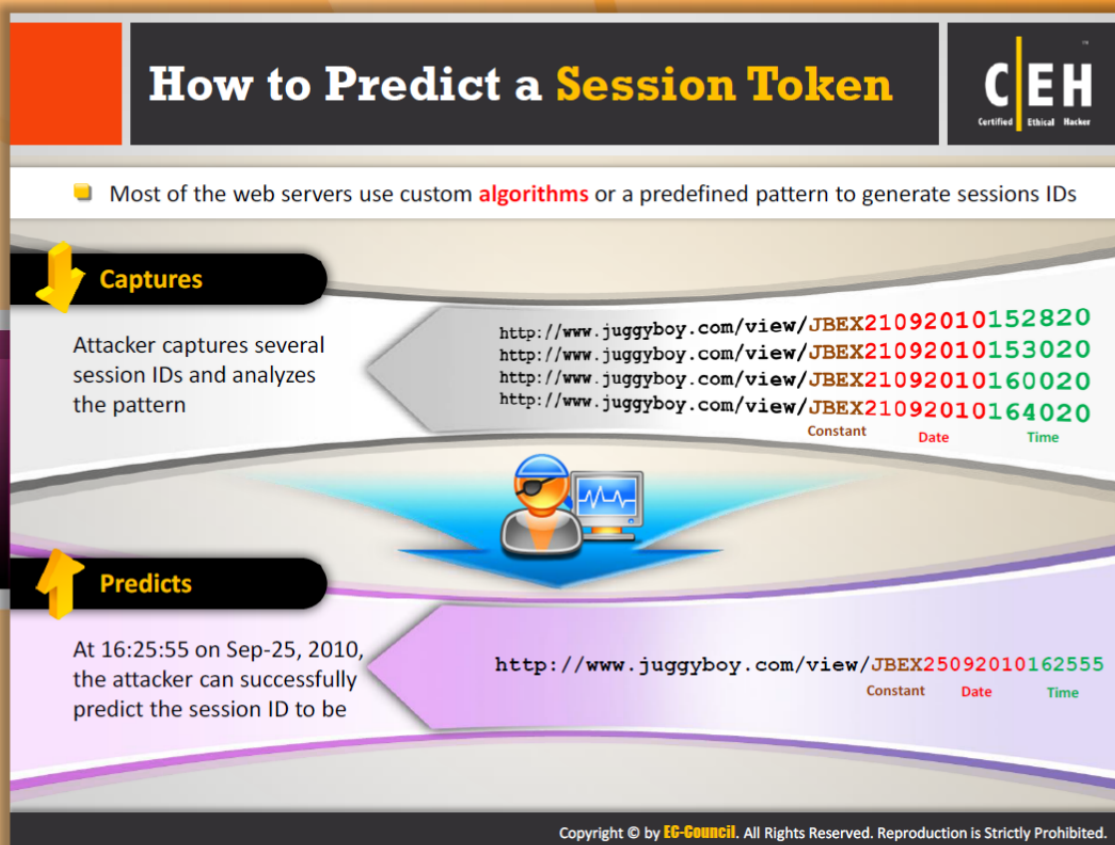 How to Predict a Session Token
CEH
Certified Ethical Hacker
Most of the web servers use custom algorithms or a predefined pattern to generate sessions IDs
Captures
Attacker captures several
session IDs and analyzes
the pattern
http://www.juggyboy.com/view/JBEX21092010152820
http://www.juggyboy.com/view/JBEX21092010153020
http://www.juggyboy.com/view/JBEX21092010160020
http://www.juggyboy.com/view/JBEX21092010164020
Constant Date Time
Predicts
At 16:25:55 on Sep-25, 2010,
the attacker can successfully
predict the session ID to be
http://www.juggyboy.com/view/JBEX25092010162555
Constant Date Time
Copyright © by EC-Council. All Rights Reserved. Reproduction is Strictly Prohibited.